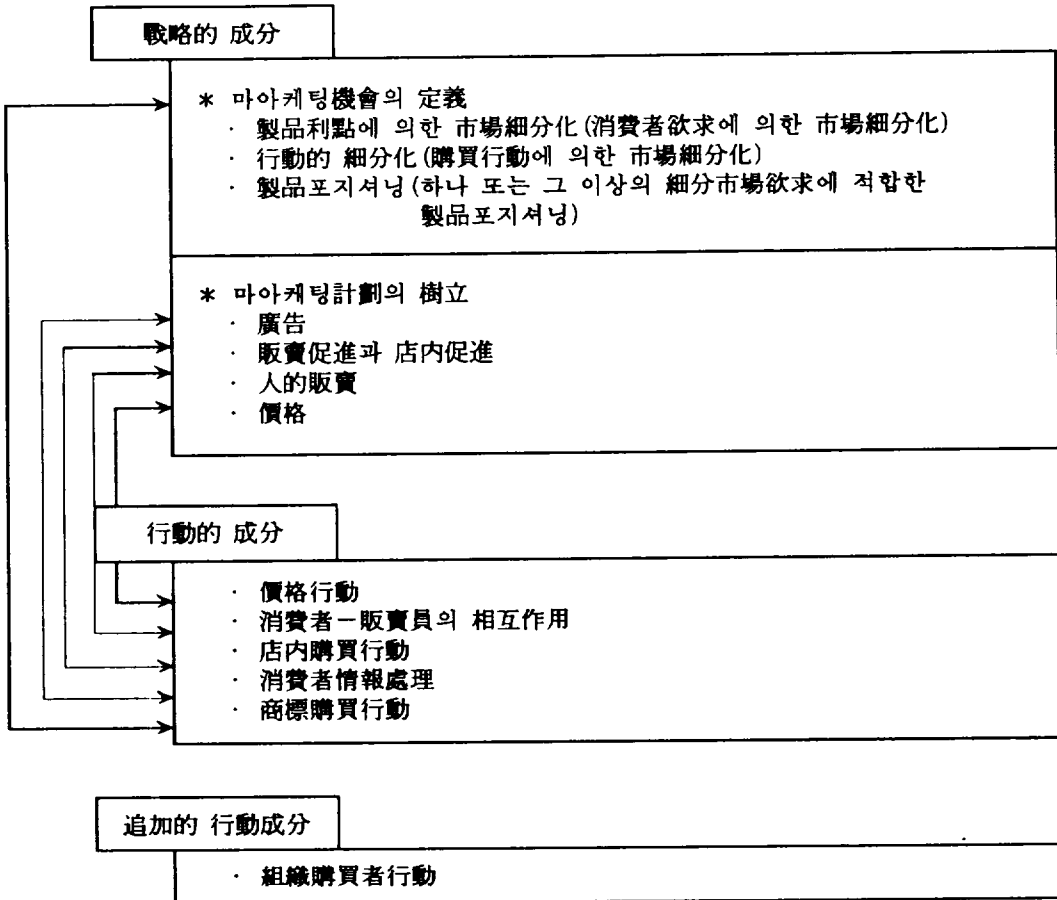 戰略的 成分
* 마아케팅機會의 定義
· 製品利點에 의한 市場細分化(消費者欲求에 의한 市場細分化)
· 行動的 細分化(購買行動에 의한 市場細分化)
· 製品포지셔닝(하나 또는 그 이상의 細分市場欲求에 적합한
製品포지셔닝)
* 마아케팅計劃의 樹立
· 廣告
· 販賣促進과 店內促進
· 人的販賣
· 價格
行動的 成分
· 價格行動
· 消費者-販賣員의 相互作用
· 店內購買行動
· 消費者情報處理
· 商標購買行動
追加的 行動成分
· 組織購買者行動